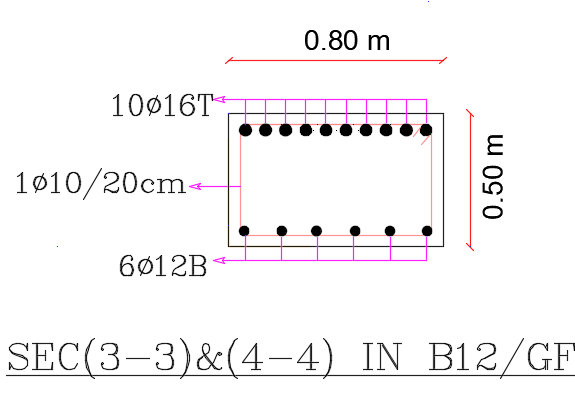 0.80 m
10ø16T
0.50 m
1ø10/20cm
6ø12B
SEC(3-3)&(4-4) IN B12/GF